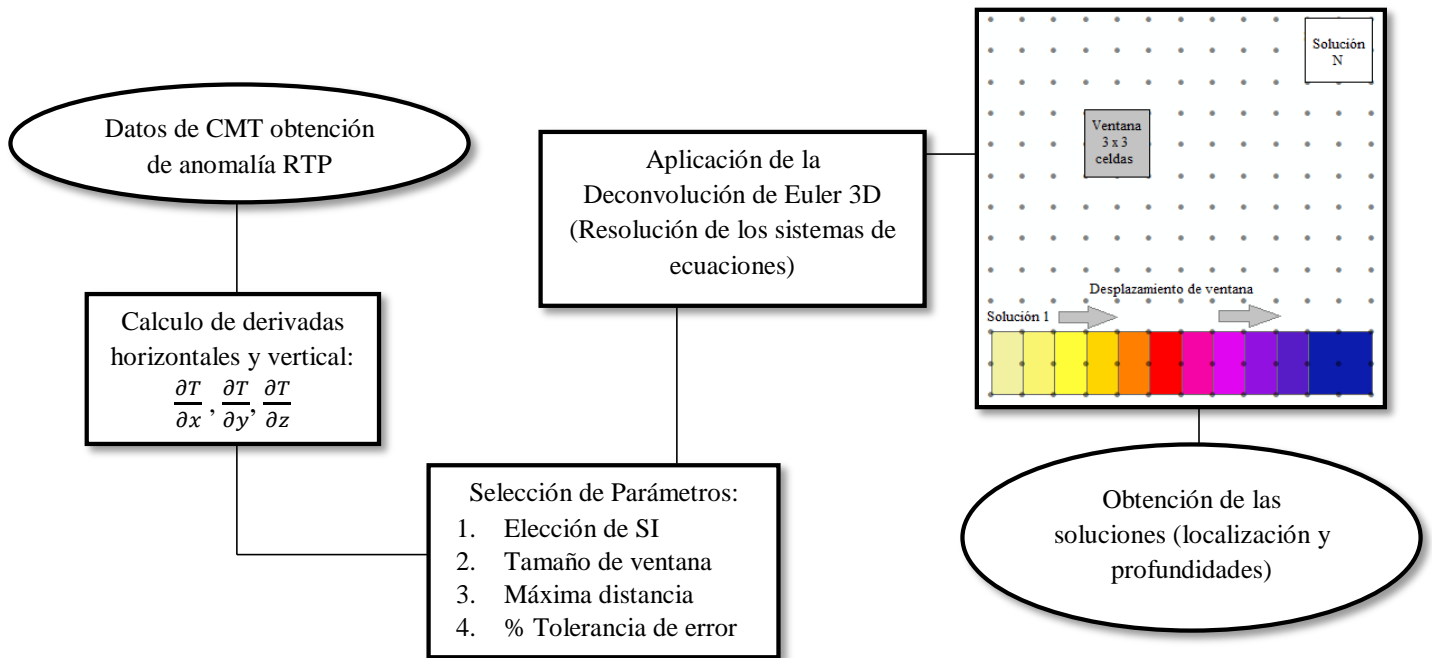 Datos de CMT obtención
de anomalía RTP
Calculo de derivadas
horizontales y vertical:
∂T/∂x , ∂T/∂y, ∂T/∂z
Selección de Parámetros:
1. Elección de SI
2. Tamaño de ventana
3. Máxima distancia
4. % Tolerancia de error
Aplicación de la
Deconvolución de Euler 3D
(Resolución de los sistemas de
ecuaciones)
Solución
N
Ventana
3 x 3
celdas
Desplazamiento de ventana
Solución 1
Obtención de las
soluciones (localización y
profundidades)